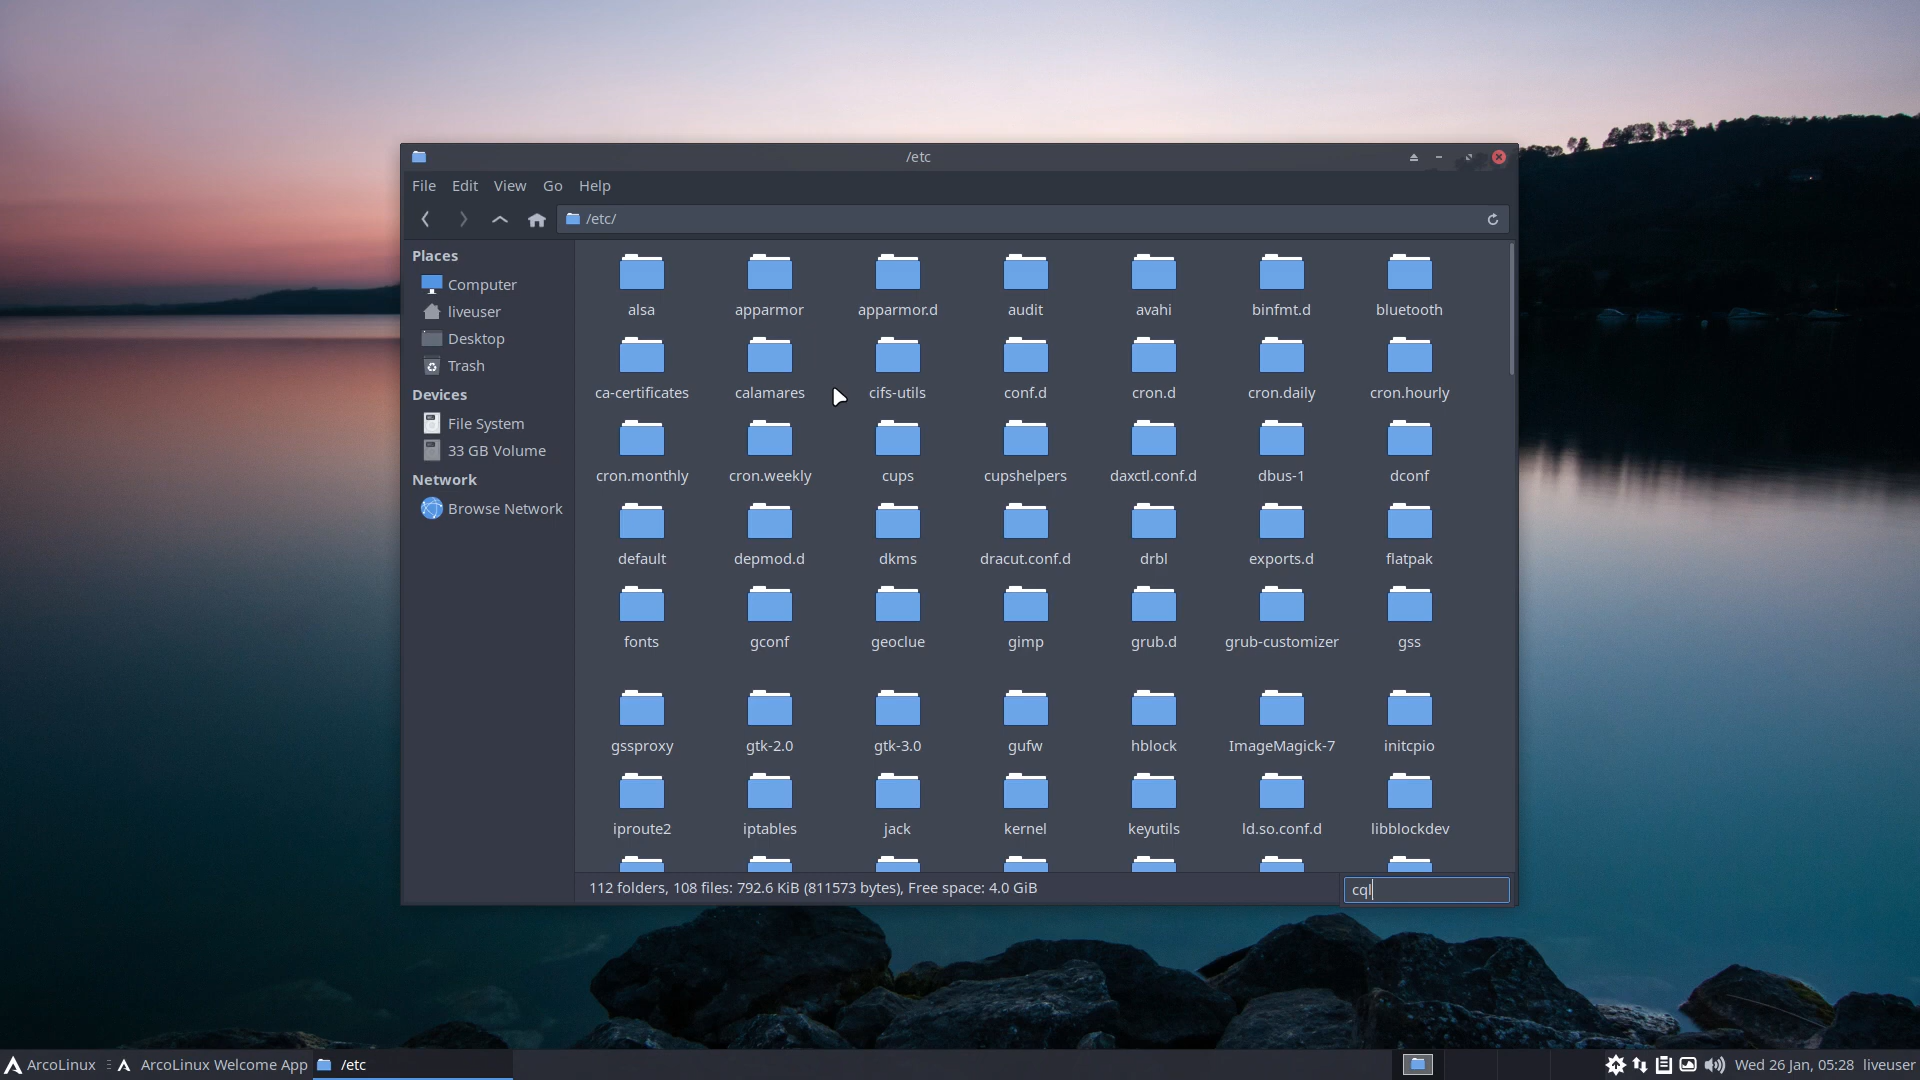 /etc
File Edit View Go Help
/etc/
Places
Computer
liveuser
Desktop
Trash
Devices
File System
33 GB Volume
Network
Browse Network
alsa apparmor apparmor.d audit avahi binfmt.d bluetooth
ca-certificates calamares cifs-utils conf.d cron.d cron.daily cron.hourly
cron.monthly cron.weekly cups cupshelpers daxctl.conf.d dbus-1 dconf
default depmod.d dkms dracut.conf.d drbl exports.d flatpak
fonts gconf geoclue gimp grub.d grub-customizer gss
gssproxy gtk-2.0 gtk-3.0 gufw hblock ImageMagick-7 initcpio
iproute2 iptables jack kernel keyutils ld.so.conf.d libblockdev
112 folders, 108 files: 792.6 KiB (811573 bytes), Free space: 4.0 GiB
cql
ArcoLinux ArcoLinux Welcome App /etc Wed 26 Jan, 05:28 liveuser